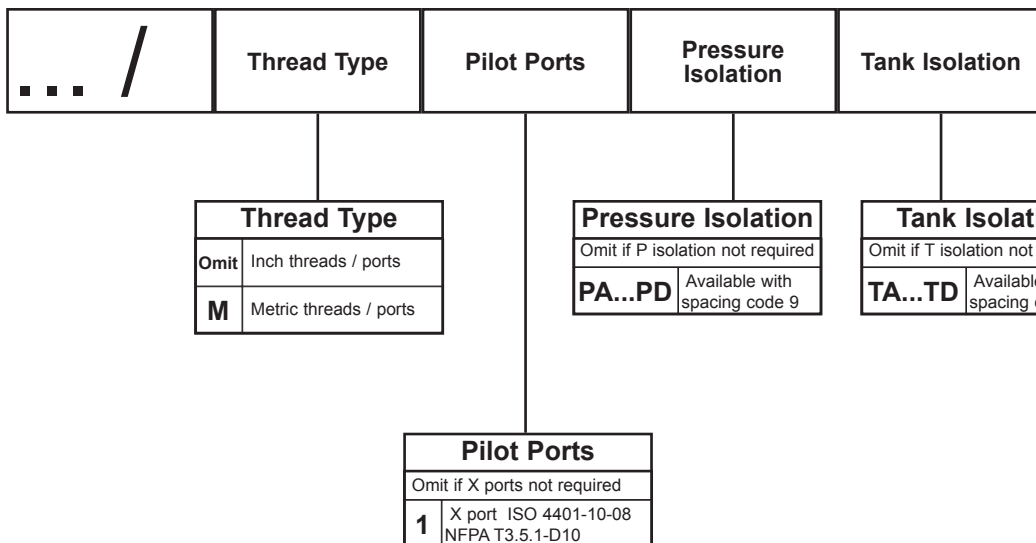 ... /
Thread Type
Pilot Ports
Pressure
Isolation
Tank Isolation
Thread Type
Omit Inch threads / ports
M Metric threads / ports
Pressure Isolation
Omit if P isolation not required
PA...PD Available with
spacing code 9
Tank
Omit if T isolation not
TA...TD
spacing
Pilot Ports
Omit if X ports not required
1 X port ISO 4401-10-08
NFPA T3.5.1-D10